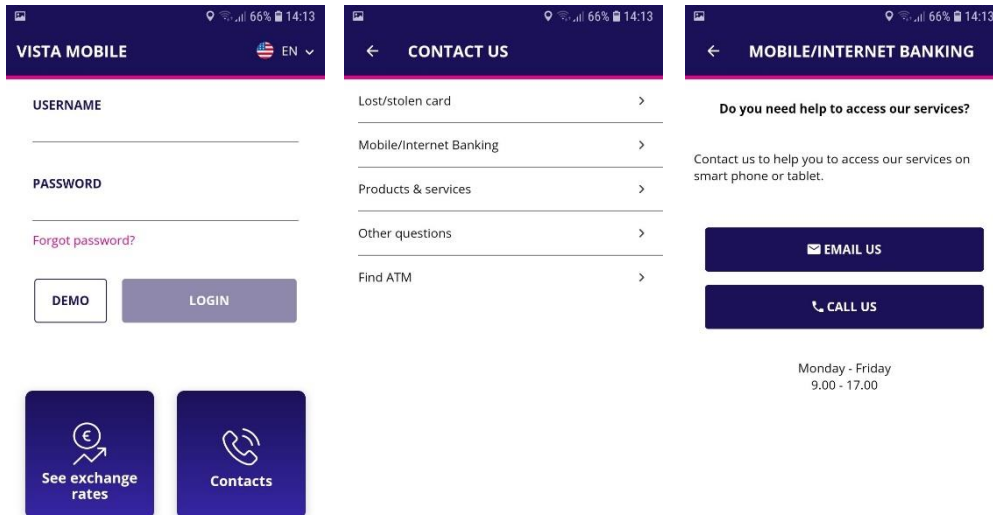 66% 14:13
VISTA MOBILE
EN
USERNAME
PASSWORD
Forgot password?
DEMO
LOGIN
See exchange
rates
Contacts
66% 14:13
CONTACT US
Lost/stolen card
Mobile/Internet Banking
Products & services
Other questions
Find ATM
66% 14:13
MOBILE/INTERNET BANKING
Do you need help to access our services?
Contact us to help you to access our services on
smart phone or tablet.
EMAIL US
CALL US
Monday - Friday
9.00 - 17.00